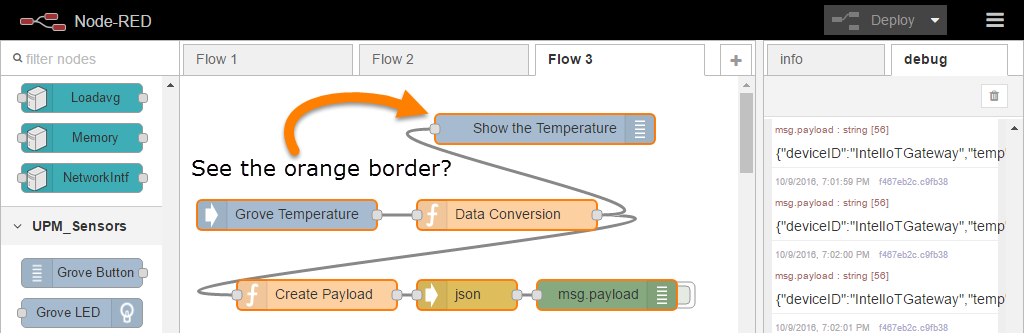 Node-RED
Deploy
filter nodes
Flow 1
Flow 2
Flow 3
info
debug
Loadavg
Memory
NetworkIntf
UPM_Sensors
Grove Button
Grove LED
Show the Temperature
See the orange border?
Grove Temperature
Data Conversion
Create Payload
json
msg.payload
msg.payload : string [56]
{"deviceID":"IntelIoTGateway","temp
10/9/2016, 7:01:59 PM f467eb2c.c9fb38
msg.payload : string [56]
{"deviceID":"IntelIoTGateway","temp
10/9/2016, 7:02:00 PM f467eb2c.c9fb38
msg.payload : string [56]
{"deviceID":"IntelIoTGateway","temp
10/9/2016, 7:02:01 PM f467eb2c.c9fb38